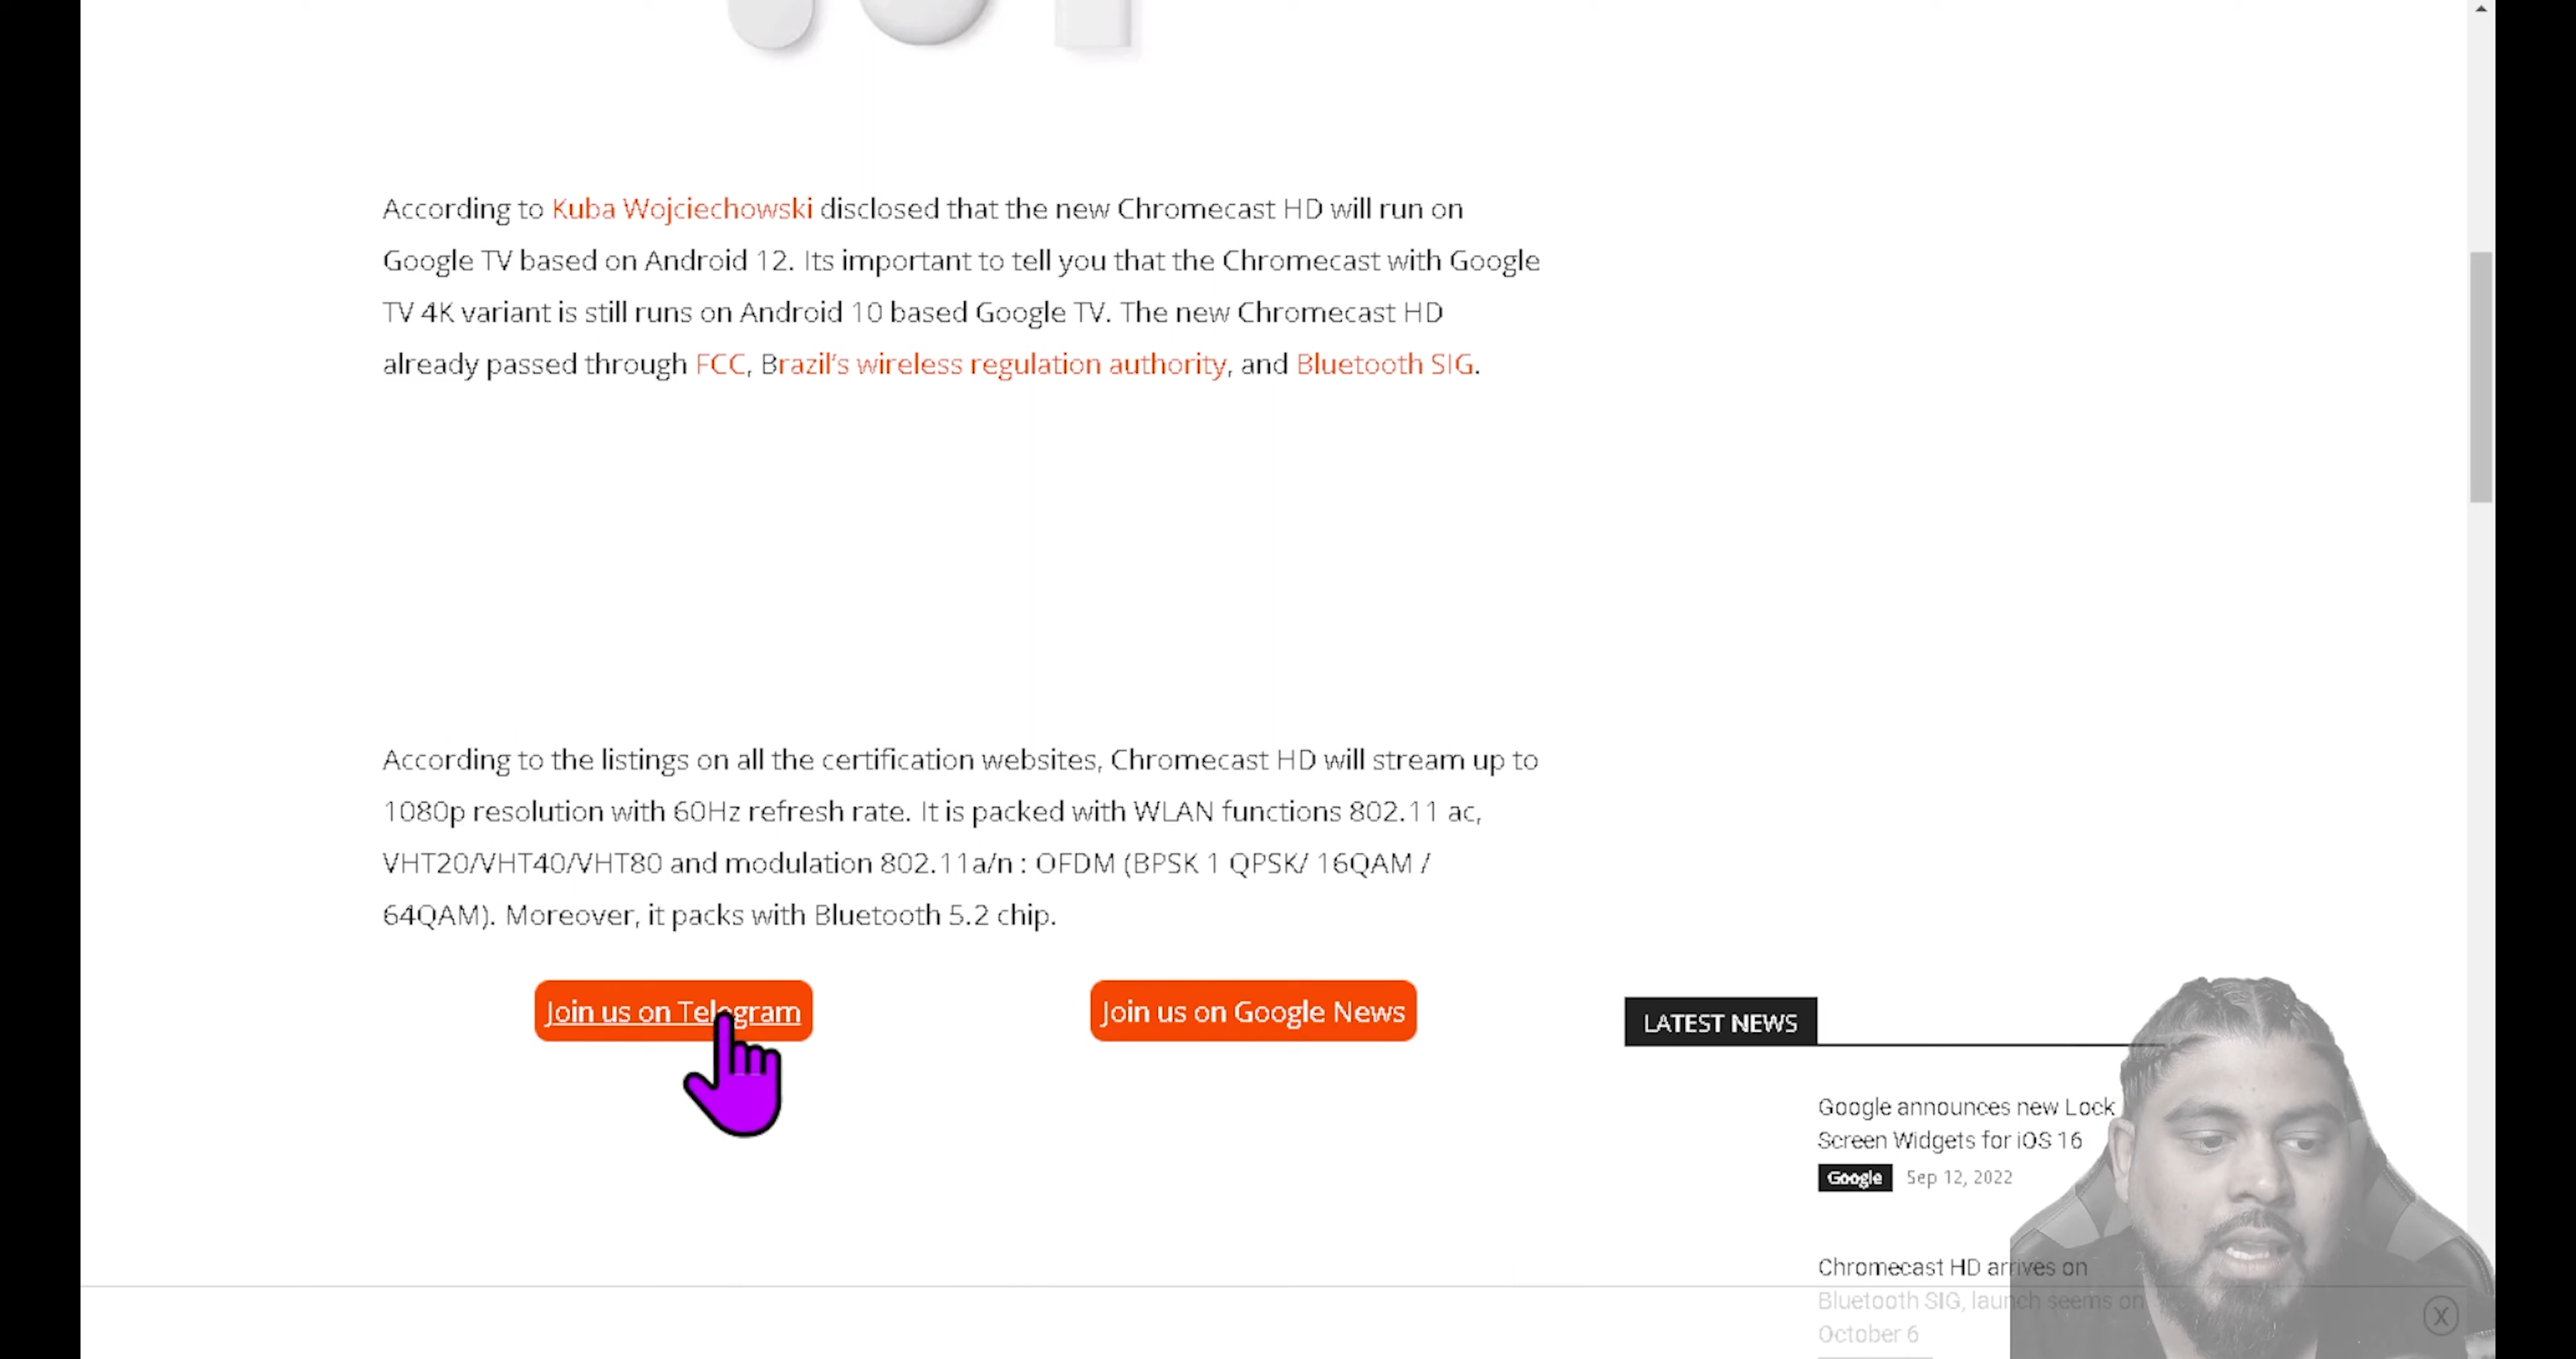 According to Kuba Wojciechowski disclosed that the new Chromecast HD will run on
Google TV based on Android 12. Its important to tell you that the Chromecast with Google
TV 4K variant is still runs on Android 10 based Google TV. The new Chromecast HD
already passed through FCC, Brazil's wireless regulation authority, and Bluetooth SIG.
According to the listings on all the certification websites, Chromecast HD will stream up to
1080p resolution with 60Hz refresh rate. It is packed with WLAN functions 802.11 ac,
VHT20/VHT40/VHT80 and modulation 802.11a/n : OFDM (BPSK 1 QPSK/ 16QAM /
64QAM). Moreover, it packs with Bluetooth 5.2 chip.
Join us on Telegram
Join us on Google News
LATEST NEWS
Google announces new Lock
Screen Widgets for iOS 16
Google Sep 12, 2022
Chromecast HD arrives on
Bluetooth SIG, launch seems on
October 6
X